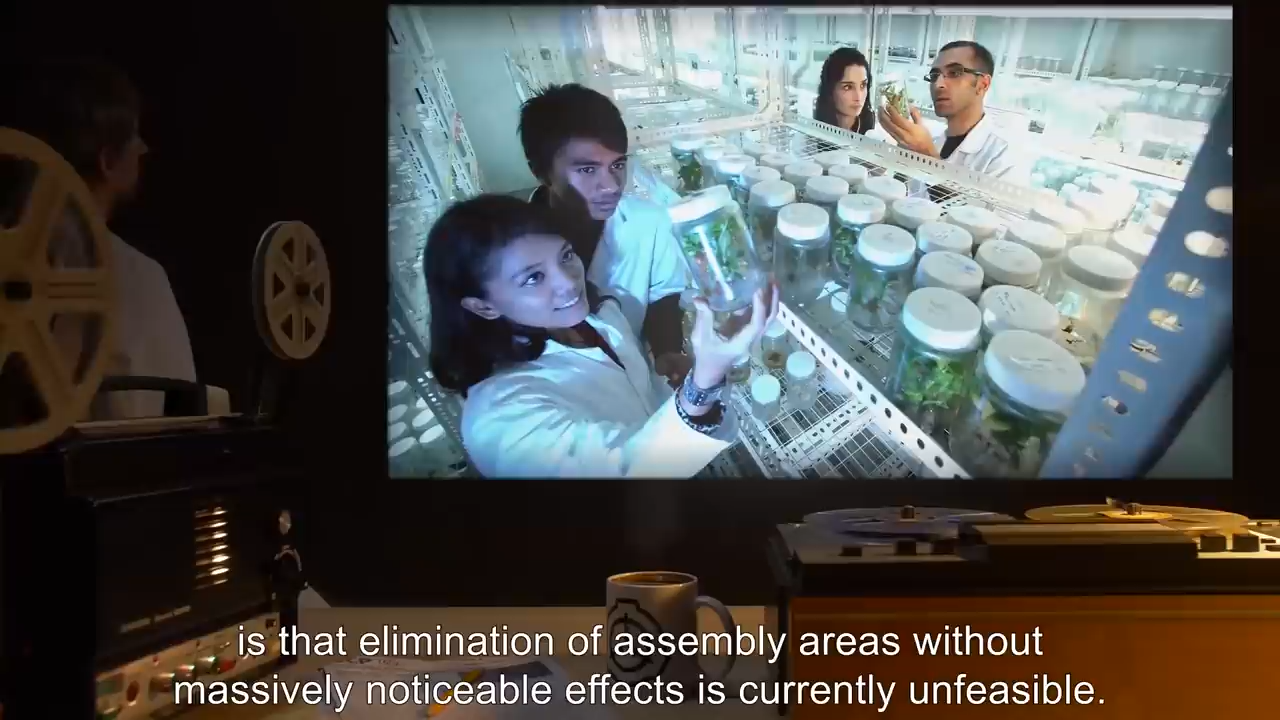 is that elimination of assembly areas without
massively noticeable effects is currently unfeasible.